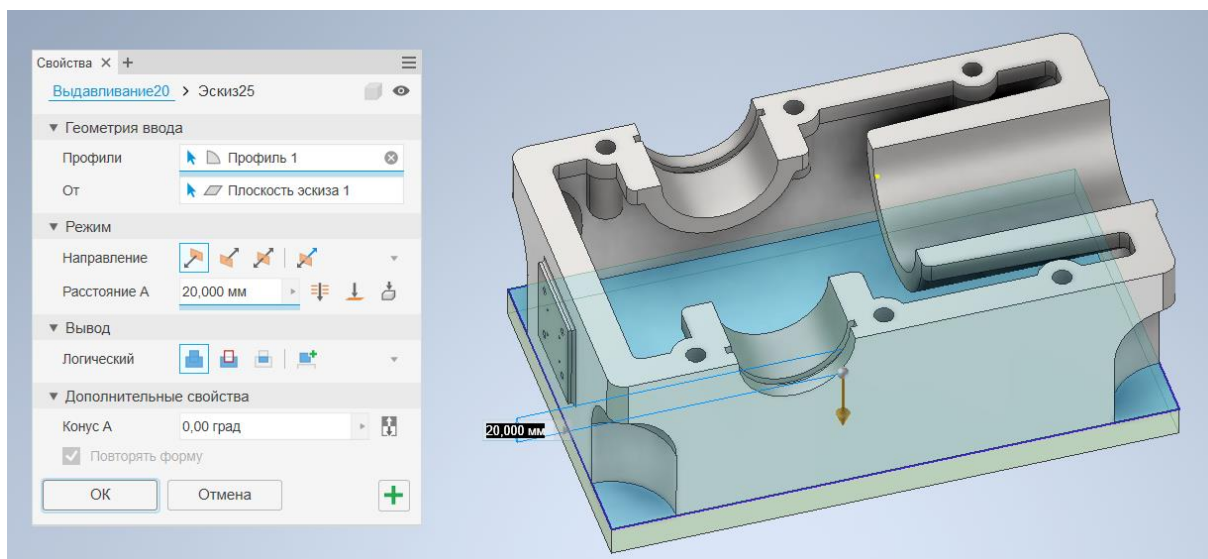 Свойства × +
Выдавливание20 > Эскиз25
▼ Геометрия ввода
Профили Профиль 1
От Плоскость эскиза 1
▼ Режим
Направление
Расстояние A 20,000 мм
▼ Вывод
Логический
▼ Дополнительные свойства
Конус A 0,00 град
Повторять форму
ОК Отмена
20,000 мм